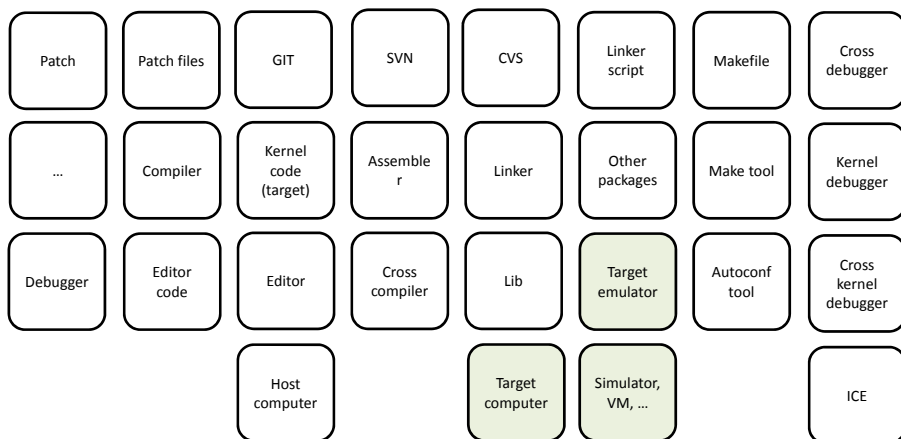 Patch
Patch files
GIT
SVN
CVS
Linker
script
Makefile
Cross
debugger
...
Compiler
Kernel
code
(target)
Assemble
r
Linker
Other
packages
Make tool
Kernel
debugger
Debugger
Editor
code
Editor
Cross
compiler
Lib
Target
emulator
Autoconf
tool
Cross
kernel
debugger
Host
computer
Target
computer
Simulator,
VM, ...
ICE